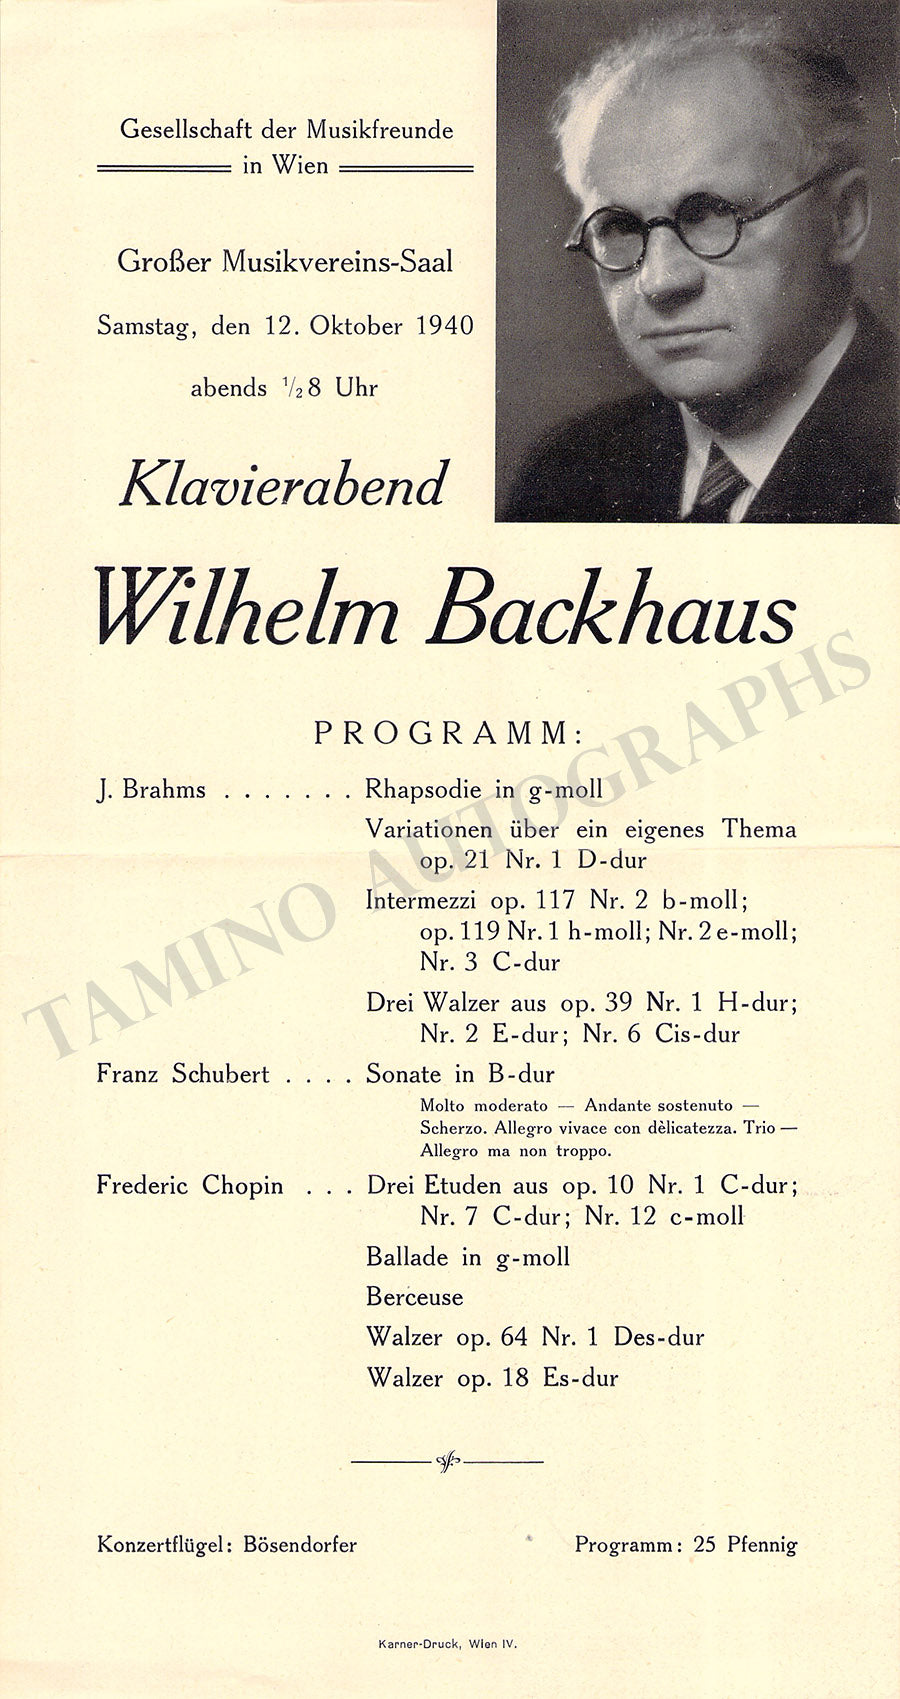 Gesellschaft der Musikfreunde
in Wien
Großer Musikvereins-Saal
Samstag, den 12. Oktober 1940
abends ½8 Uhr
Klavierabend
Wilhelm Backhaus
PROGRAMM:
J. Brahms . . . . . . . Rhapsodie in g-moll
Variationen über ein eigenes Thema
op. 21 Nr. 1 D-dur
Intermezzi op. 117 Nr. 2 b-moll;
op. 119 Nr. 1 h-moll; Nr. 2 e-moll;
Nr. 3 C-dur
Drei Walzer aus op. 39 Nr. 1 H-dur;
Nr. 2 E-dur; Nr. 6 Cis-dur
Franz Schubert . . . . Sonate in B-dur
Molto moderato — Andante sostenuto —
Scherzo. Allegro vivace con dèlicatezza. Trio —
Allegro ma non troppo.
Frederic Chopin . . . Drei Etuden aus op. 10 Nr. 1 C-dur;
Nr. 7 C-dur; Nr. 12 c-moll
Ballade in g-moll
Berceuse
Walzer op. 64 Nr. 1 Des-dur
Walzer op. 18 Es-dur
Konzertflügel: Bösendorfer Programm: 25 Pfennig
Karner-Druck, Wien IV.
TAMINO AUTOGRAPHS